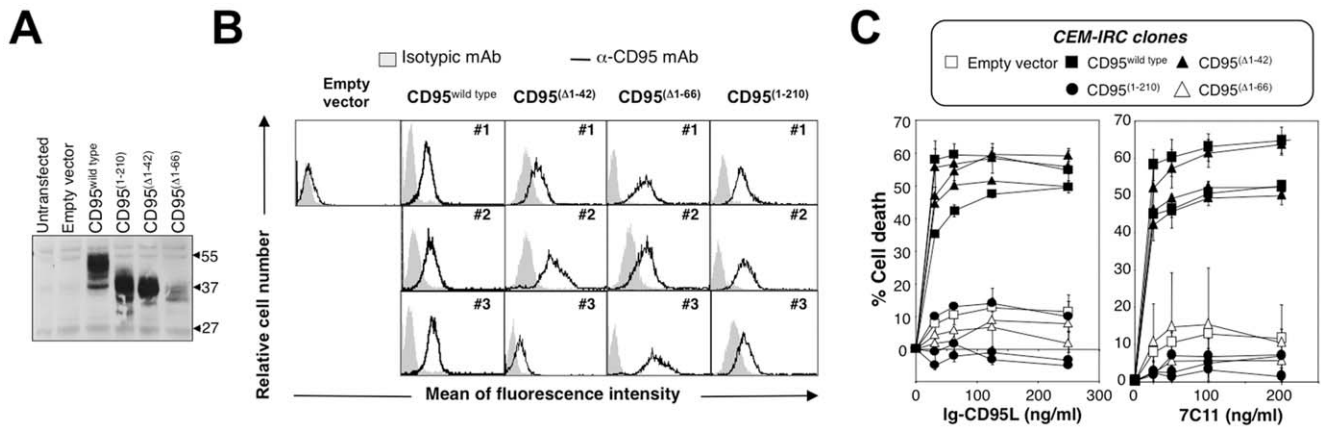 A
Untransfected
Empty vector
CD95wild type
CD95(1-210)
CD95(Δ1-42)
CD95(Δ1-66)
55
37
27
B
Isotypic mAb
α-CD95 mAb
Empty
vector
CD95wild type
CD95(Δ1-42)
CD95(Δ1-66)
CD95(1-210)
#1 #1 #1 #1
#2 #2 #2 #2
#3 #3 #3 #3
Relative cell number
Mean of fluorescence intensity
C
CEM-IRC clones
Empty vector CD95wild type CD95(Δ1-42)
CD95(1-210) CD95(Δ1-66)
% Cell death
70
60
50
40
30
20
10
0
0 100 200 300
Ig-CD95L (ng/ml)
70
60
50
40
30
20
10
0
0 100 200
7C11 (ng/ml)